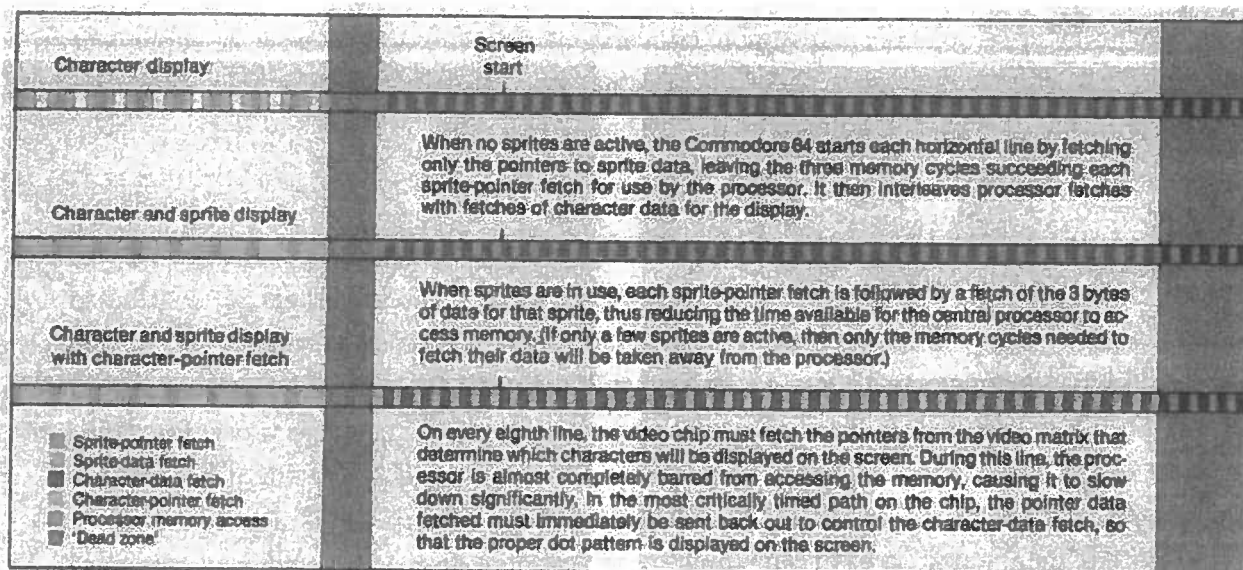 Character display
Screen
start
When no sprites are active, the Commodore 64 starts each horizontal line by fetching
only the pointers to sprite data, leaving the three memory cycles succeeding each
sprite-pointer fetch for use by the processor. It then interleaves processor fetches
with fetches of character data for the display.
Character and sprite display
When sprites are in use, each sprite-pointer fetch is followed by a fetch of the 3 bytes
of date for that sprite, thus reducing the time available for the central processor to ac-
cess memory. (If only a few sprites are active, then only the memory cycles needed to
fetch their data will be taken away from the processor.)
Character and sprite display
with character-pointer fetch
On every eighth line, the video chip must fetch the pointers from the video matrix that
determine which characters will be displayed on the screen. During this line, the proc-
essor is almost completely barred from accessing the memory, causing it to slow
down significantly. In the most critically timed path on the chip, the pointer data
fetched must immediately be sent back out to control the character-data fetch, so
that the proper dot pattern is displayed on the screen.
Sprite-pointer fetch
Sprite-data fetch
Character-data fetch
Character-pointer fetch
Processor memory access
'Dead zone'